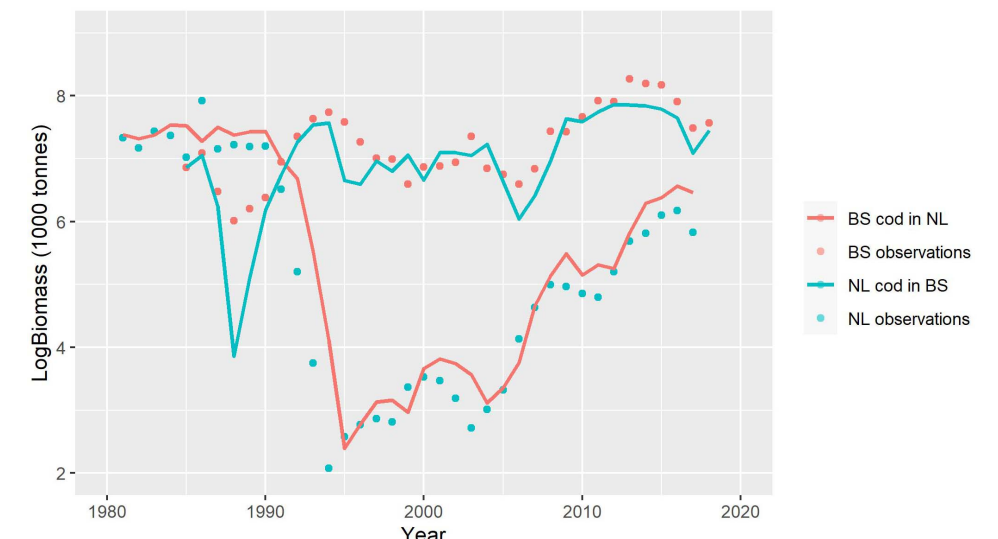 LogBiomass (1000 tonnes)
8
6
4
2
1980 1990 2000 2010 2020
Year
BS cod in NL
BS observations
NL cod in BS
NL observations